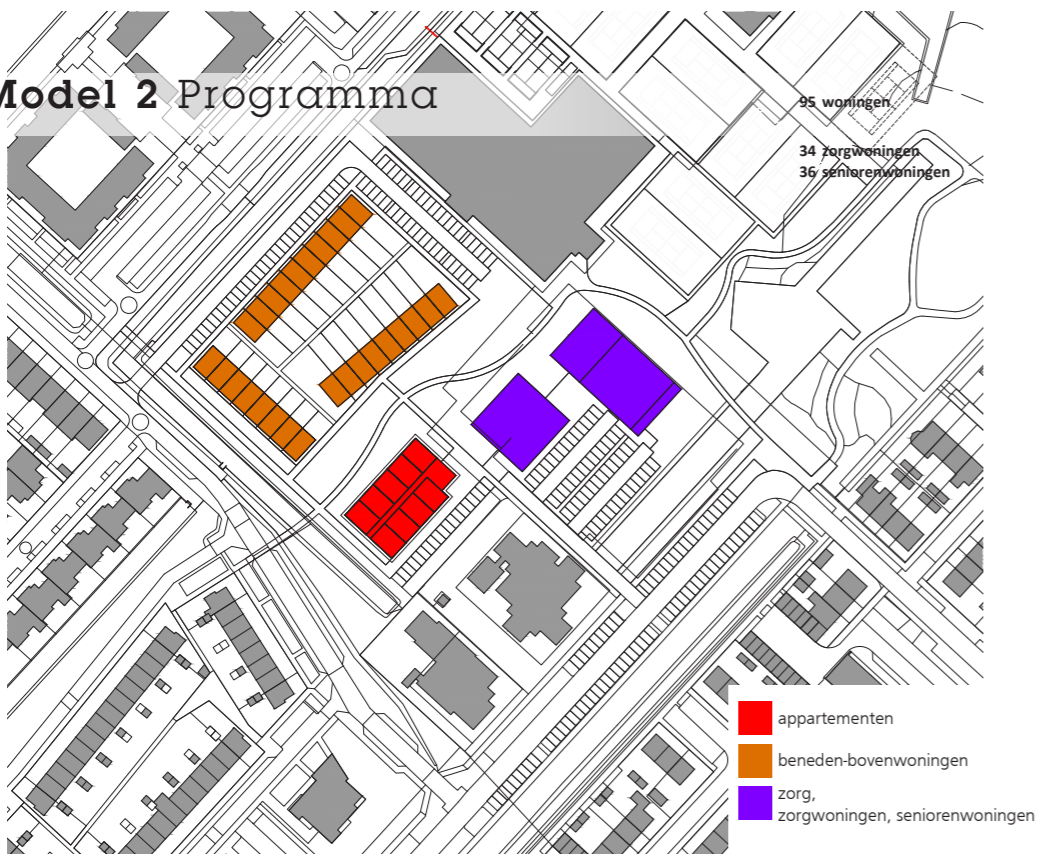 Model 2 Programma
95 woningen
34 zorgwoningen
36 seniorenwoningen
appartementen
beneden-bovenwoningen
zorg,
zorgwoningen, seniorenwoningen